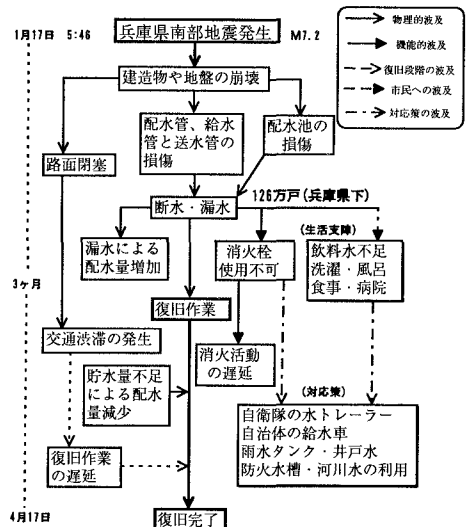 1月17日 5:46
兵庫県南部地震発生
M7.2
物理的波及
機能的波及
復旧段階の波及
市民への波及
対応策の波及
建造物や地盤の崩壊
配水管、給水
管と送水管の
損傷
配水池の
損傷
路面閉塞
断水・漏水
126万戸(兵庫県下)
(生活支障)
漏水による
配水量増加
消火栓
使用不可
飲料水不足
洗濯・風呂
食事・病院
3ヶ月
復旧作業
交通渋滞の発生
消火活動
の遅延
貯水量不足
による配水
量減少
(対応策)
自衛隊の水トレーラー
自治体の給水車
雨水タンク・井戸水
防火水槽・河川水の利用
復旧作業
の遅延
4月17日
復旧完了